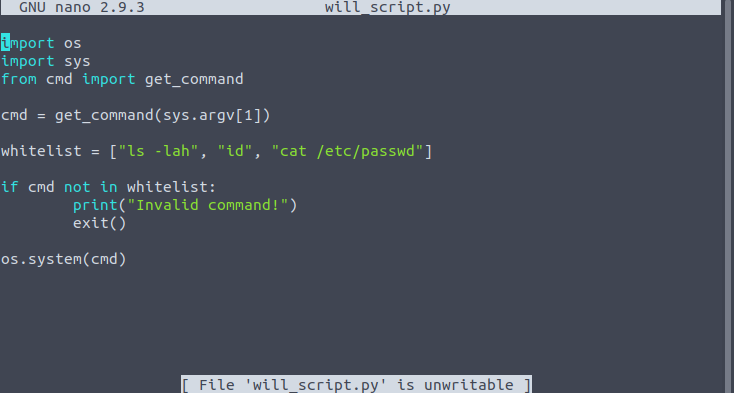 GNU nano 2.9.3 will_script.py
import os
import sys
from cmd import get_command
cmd = get_command(sys.argv[1])
whitelist = ["ls -lah", "id", "cat /etc/passwd"]
if cmd not in whitelist:
        print("Invalid command!")
        exit()
os.system(cmd)
[ File 'will_script.py' is unwritable ]